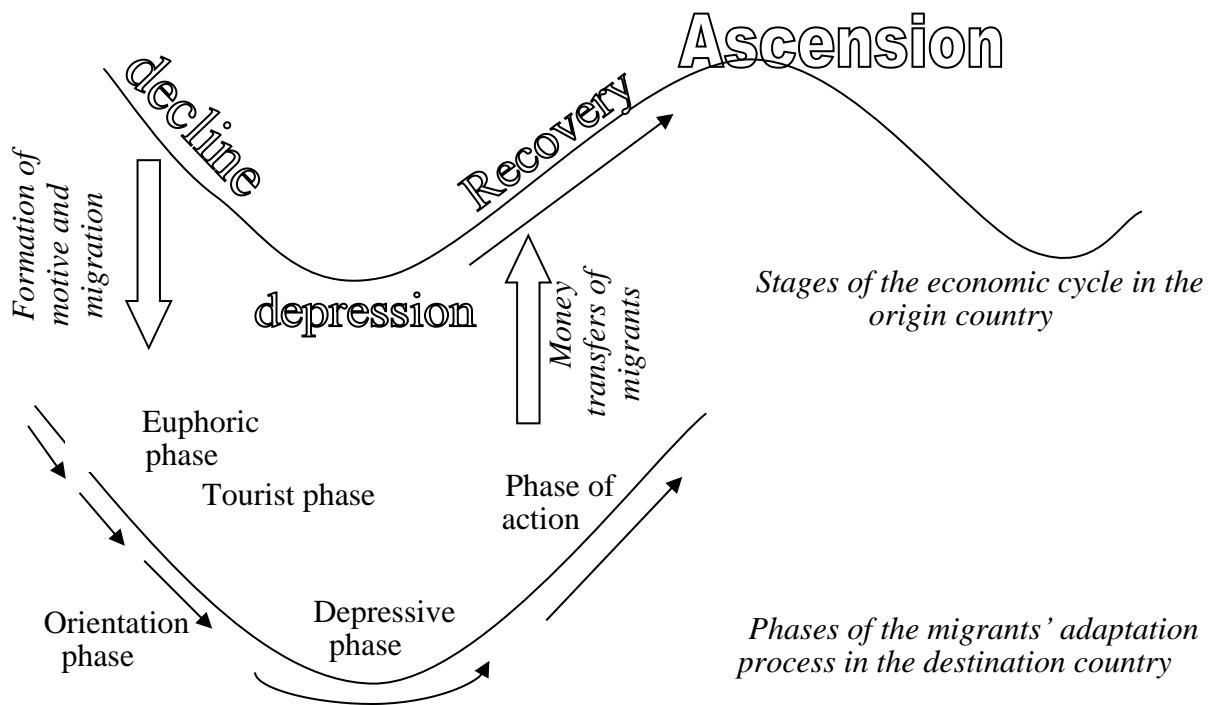 Ascension
decline
Recovery
Formation of
motive and
migration
depression
Money
transfers of
migrants
Stages of the economic cycle in the
origin country
Euphoric
phase
Tourist phase
Phase of
action
Orientation
phase
Depressive
phase
Phases of the migrants’ adaptation
process in the destination country